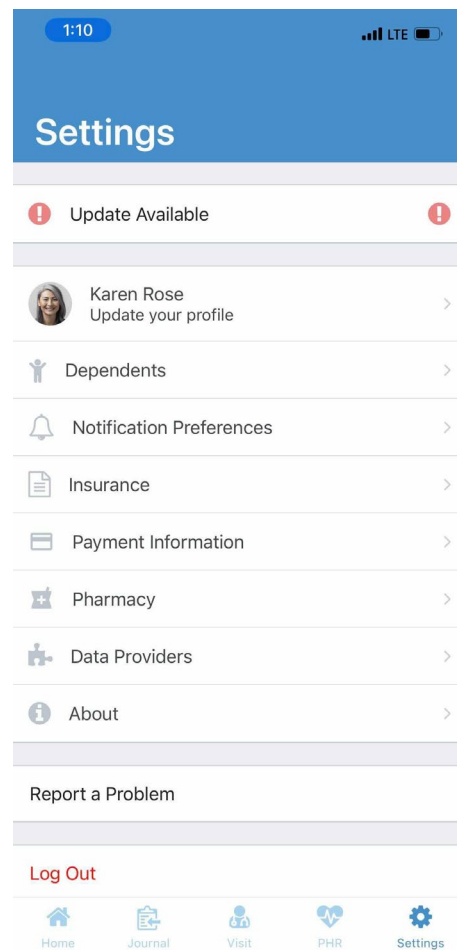 1:10
LTE
Settings
Update Available
Karen Rose
Update your profile
Dependents
Notification Preferences
Insurance
Payment Information
Pharmacy
Data Providers
About
Report a Problem
Log Out
Home Journal Visit PHR Settings